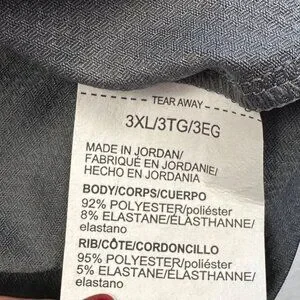 TEAR AWAY
3XL/3TG/3EG
MADE IN JORDAN/
FABRIQUÉ EN JORDANIE/
HECHO EN JORDANIA
BODY/CORPS/CUERPO
92% POLYESTER/poliéster
8% ELASTANE/ÉLASTHANNE/
elastano
RIB/CÔTE/CORDONCILLO
95% POLYESTER/poliéster
5% ELASTANE/ÉLASTHANNE/
elastano